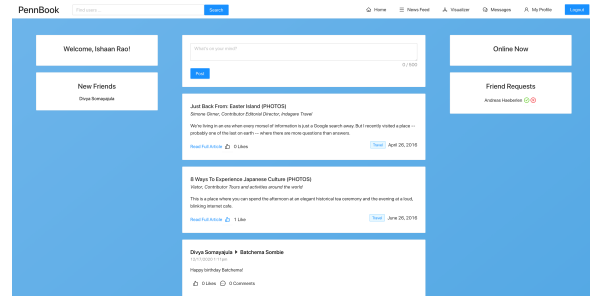 PennBook
Find users...
Search
Home
News Feed
Visualizer
Messages
My Profile
Logout
Welcome, Ishaan Rao!
New Friends
Divya Somayajula
What's on your mind?
0 / 500
Post
Just Back From: Easter Island (PHOTOS)
Simone Girner, Contributor Editorial Director, Indagare Travel
We're living in an era when every morsel of information is just a Google search away. But I recently visited a place --
probably one of the last on earth -- where there are more questions than answers.
Read Full Article 0 Likes
Travel April 26, 2016
8 Ways To Experience Japanese Culture (PHOTOS)
Viator, Contributor Tours and activities around the world
This is a place where you can spend the afternoon at an elegant historical tea ceremony and the evening at a loud,
blinking internet cafe.
Read Full Article 1 Like
Travel June 26, 2016
Divya Somayajula Batchema Sombie
Happy birthday Batchema!
0 Likes 0 Comments
Online Now
Friend Requests
Andreas Haeberlen